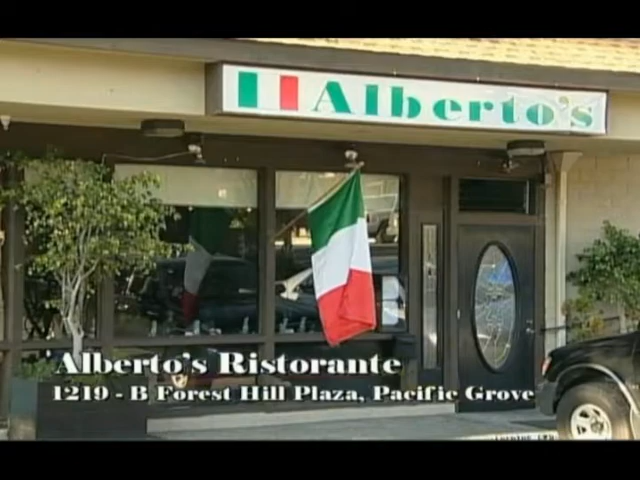 Alberto's
Alberto's Ristorante
1219 - B Forest Hill Plaza, Pacific Grove